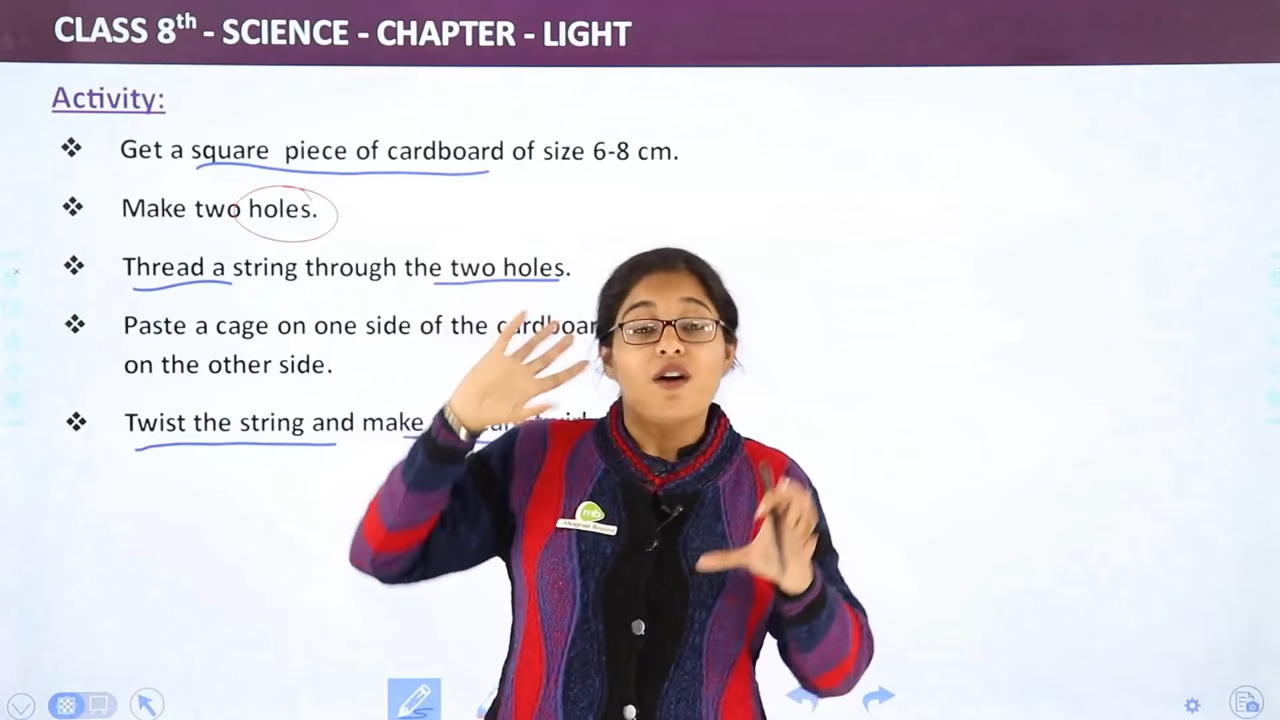 CLASS 8th - SCIENCE - CHAPTER - LIGHT
Activity:
Get a square piece of cardboard of size 6-8 cm.
Make two holes.
Thread a string through the two holes.
Paste a cage on one side of the
on the other side.
Twist the string and make
mb